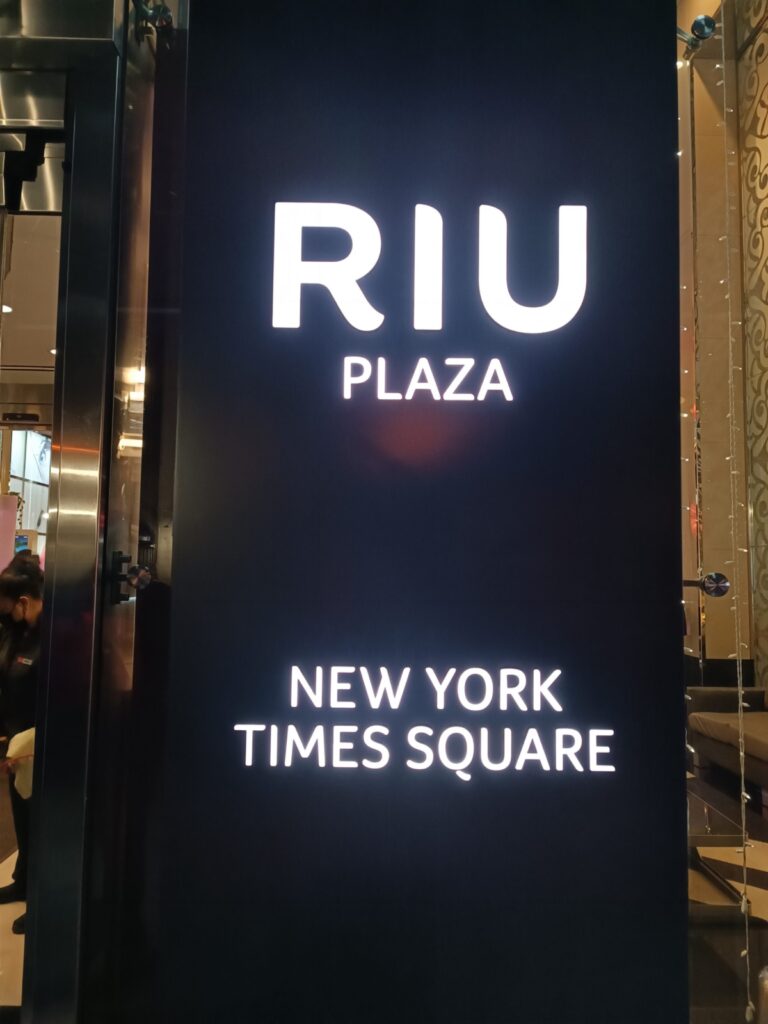 RIU
PLAZA
NEW YORK
TIMES SQUARE